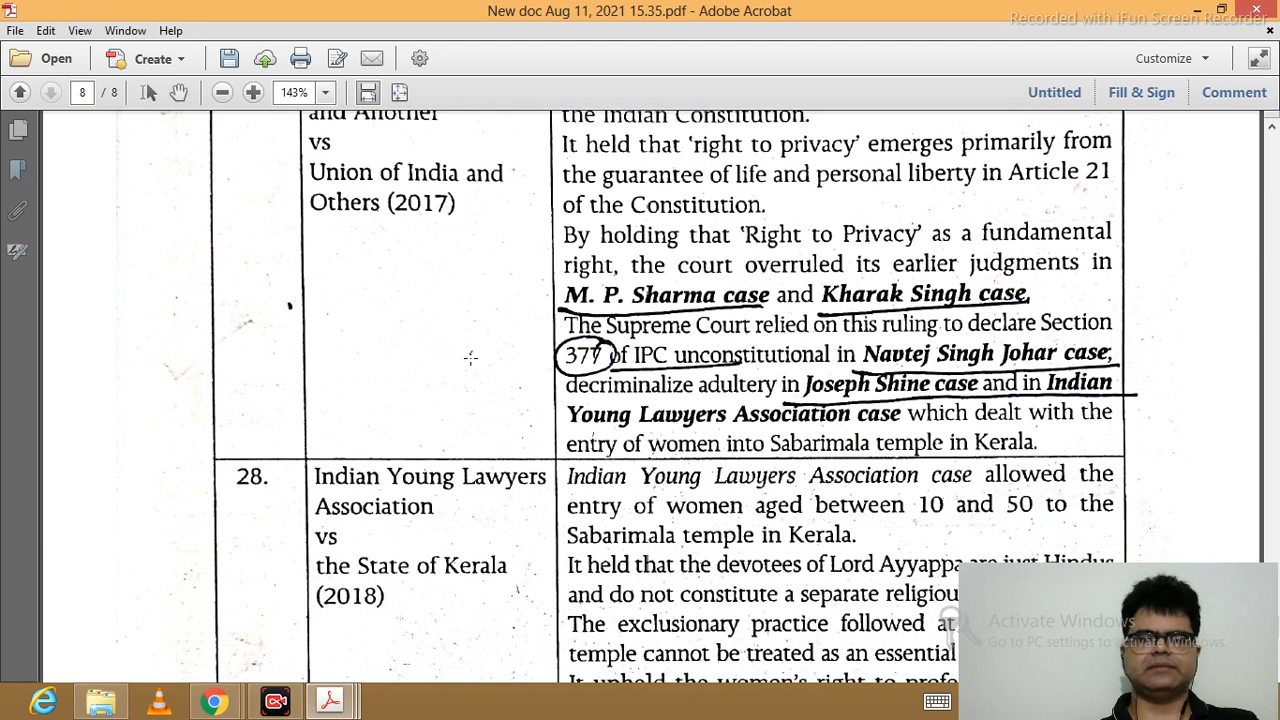 New doc Aug 11, 2021 15.35.pdf - Adobe Acrobat
Recorded with iFun Screen Recorder
File Edit View Window Help
Open Create Customize
8 / 8 143% Untitled Fill & Sign Comment
and Another
vs
Union of India and
Others (2017)
the Indian Constitution.
It held that ‘right to privacy’ emerges primarily from
the guarantee of life and personal liberty in Article 21
of the Constitution.
By holding that ‘Right to Privacy’ as a fundamental
right, the court overruled its earlier judgments in
M. P. Sharma case and Kharak Singh case.
The Supreme Court relied on this ruling to declare Section
377 of IPC unconstitutional in Navtej Singh Johar case,
decriminalize adultery in Joseph Shine case and in Indian
Young Lawyers Association case which dealt with the
entry of women into Sabarimala temple in Kerala.
28.
Indian Young Lawyers
Association
vs
the State of Kerala
(2018)
Indian Young Lawyers Association case allowed the
entry of women aged between 10 and 50 to the
Sabarimala temple in Kerala.
It held that the devotees of Lord Ayyappa are just Hindus
and do not constitute a separate religiou
The exclusionary practice followed at
temple cannot be treated as an essential
It upheld the women's right to profe
Activate Windows
Go to PC settings to activate Windows.